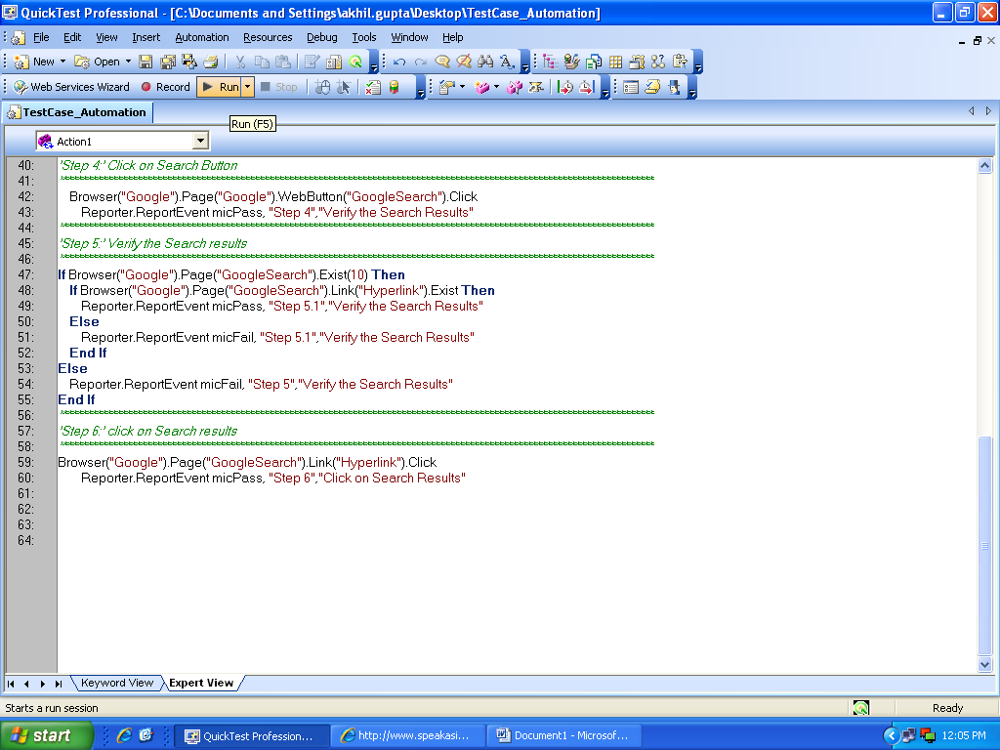 QuickTest Professional - [C:\Documents and Settings\akhil.gupta\Desktop\TestCase_Automation]
File Edit View Insert Automation Resources Debug Tools Window Help
New Open
Web Services Wizard Record Run Stop
TestCase_Automation
Run (F5)
Action1
40: 'Step 4:' Click on Search Button
41:
42: Browser("Google").Page("Google").WebButton("GoogleSearch").Click
43: Reporter.ReportEvent micPass, "Step 4","Verify the Search Results"
44:
45: 'Step 5:' Verify the Search results
46:
47: If Browser("Google").Page("GoogleSearch").Exist(10) Then
48: If Browser("Google").Page("GoogleSearch").Link("Hyperlink").Exist Then
49: Reporter.ReportEvent micPass, "Step 5.1","Verify the Search Results"
50: Else
51: Reporter.ReportEvent micFail, "Step 5.1","Verify the Search Results"
52: End If
53: Else
54: Reporter.ReportEvent micFail, "Step 5","Verify the Search Results"
55: End If
56:
57: 'Step 6:' click on Search results
58:
59: Browser("Google").Page("GoogleSearch").Link("Hyperlink").Click
60: Reporter.ReportEvent micPass, "Step 6","Click on Search Results"
61:
62:
63:
64:
Keyword View Expert View
Starts a run session Ready
start QuickTest Profession... http://www.speakasi... Document1 - Microsof... 12:05 PM